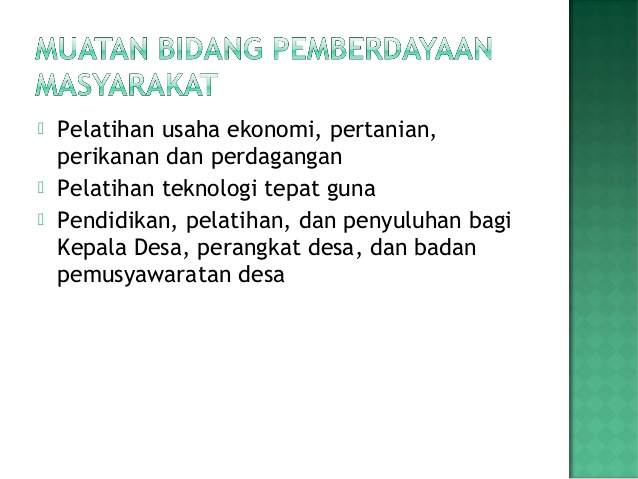 MUATAN BIDANG PEMBERDAYAAN
MASYARAKAT
Pelatihan usaha ekonomi, pertanian,
perikanan dan perdagangan
Pelatihan teknologi tepat guna
Pendidikan, pelatihan, dan penyuluhan bagi
Kepala Desa, perangkat desa, dan badan
pemusyawaratan desa